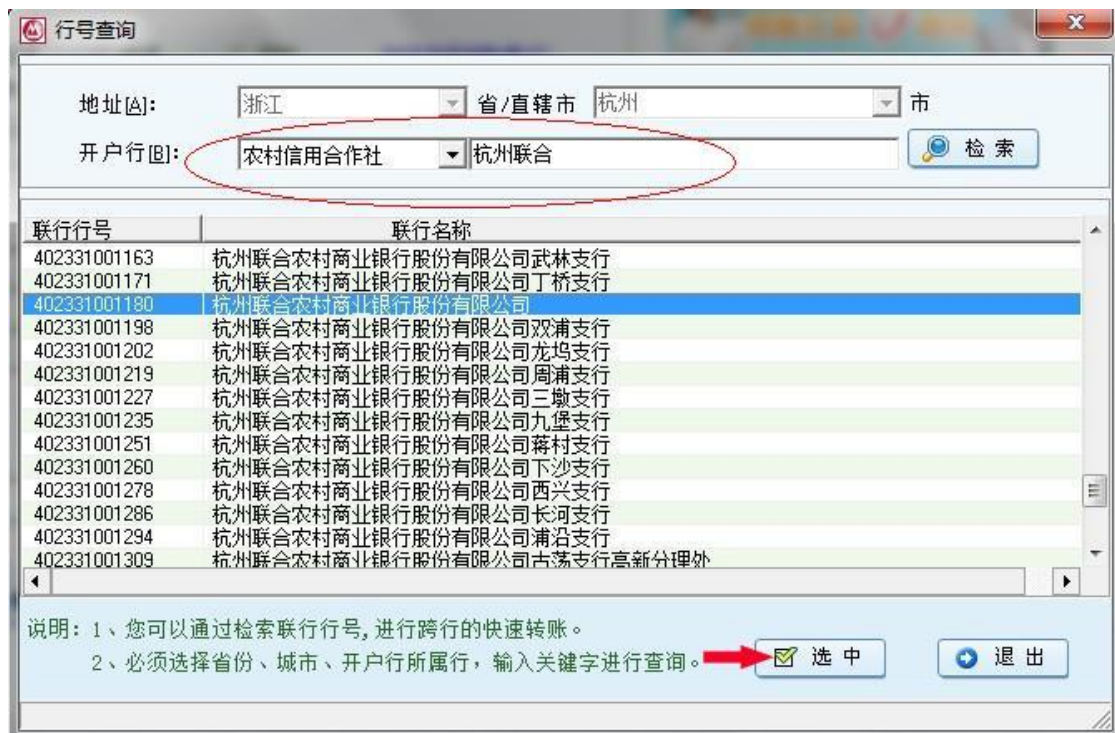 行号查询
地址[A]: 浙江 省/直辖市 杭州 市
开户行[B]: 农村信用合作社 杭州联合 检索
联行行号 联行名称
402331001163 杭州联合农村商业银行股份有限公司武林支行
402331001171 杭州联合农村商业银行股份有限公司丁桥支行
402331001180 杭州联合农村商业银行股份有限公司
402331001198 杭州联合农村商业银行股份有限公司双浦支行
402331001202 杭州联合农村商业银行股份有限公司龙坞支行
402331001219 杭州联合农村商业银行股份有限公司周浦支行
402331001227 杭州联合农村商业银行股份有限公司三墩支行
402331001235 杭州联合农村商业银行股份有限公司九堡支行
402331001251 杭州联合农村商业银行股份有限公司蒋村支行
402331001260 杭州联合农村商业银行股份有限公司下沙支行
402331001278 杭州联合农村商业银行股份有限公司西兴支行
402331001286 杭州联合农村商业银行股份有限公司长河支行
402331001294 杭州联合农村商业银行股份有限公司浦沿支行
402331001309 杭州联合农村商业银行股份有限公司古荡支行高新分理处
说明: 1、您可以通过检索联行行号,进行跨行的快速转账。
2、必须选择省份、城市、开户行所属行，输入关键字进行查询。 选中 退出